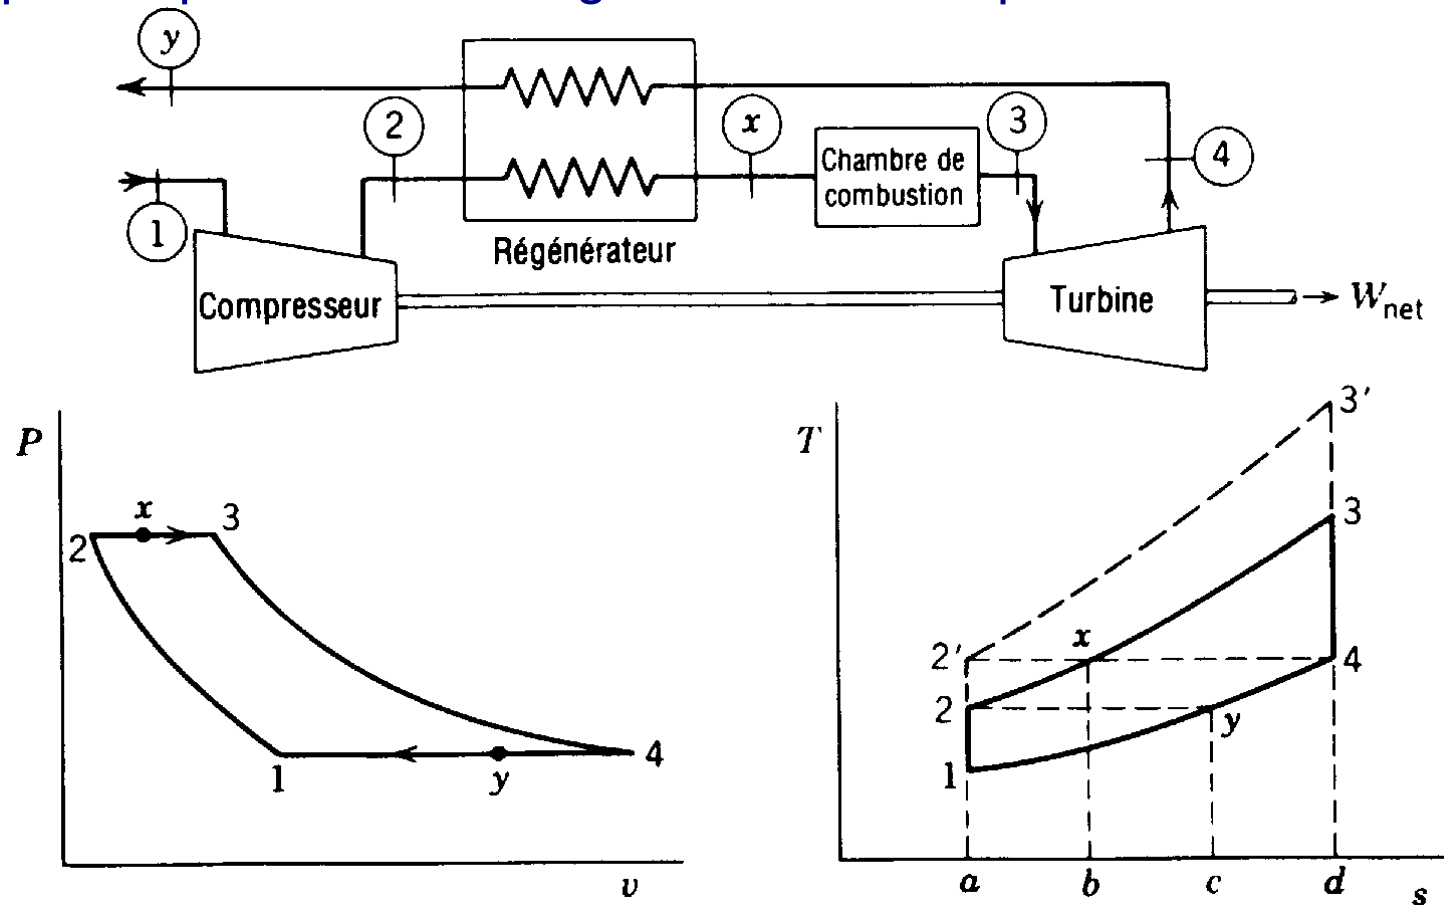 y
2
x
3
4
1
Chambre de
combustion
Régénérateur
Compresseur
Turbine
Wnet
P
x
3
2
1
y
4
v
T
3'
3
x
2'
4
2
y
1
a
b
c
d
s